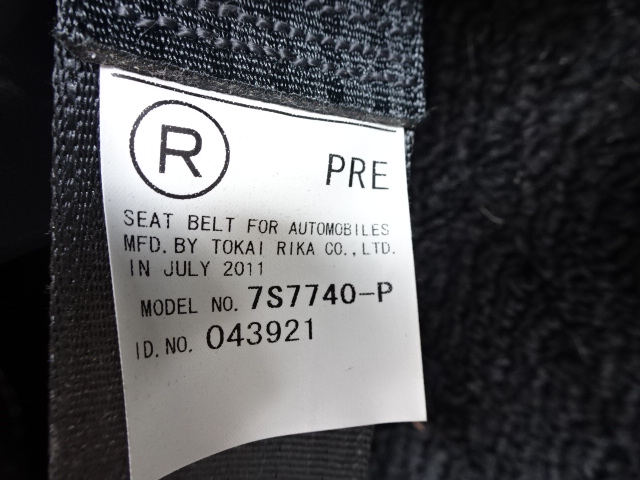 R PRE
SEAT BELT FOR AUTOMOBILES
MFD. BY TOKAI RIKA CO., LTD.
IN JULY 2011
MODEL NO. 7S7740-P
ID. NO. 043921